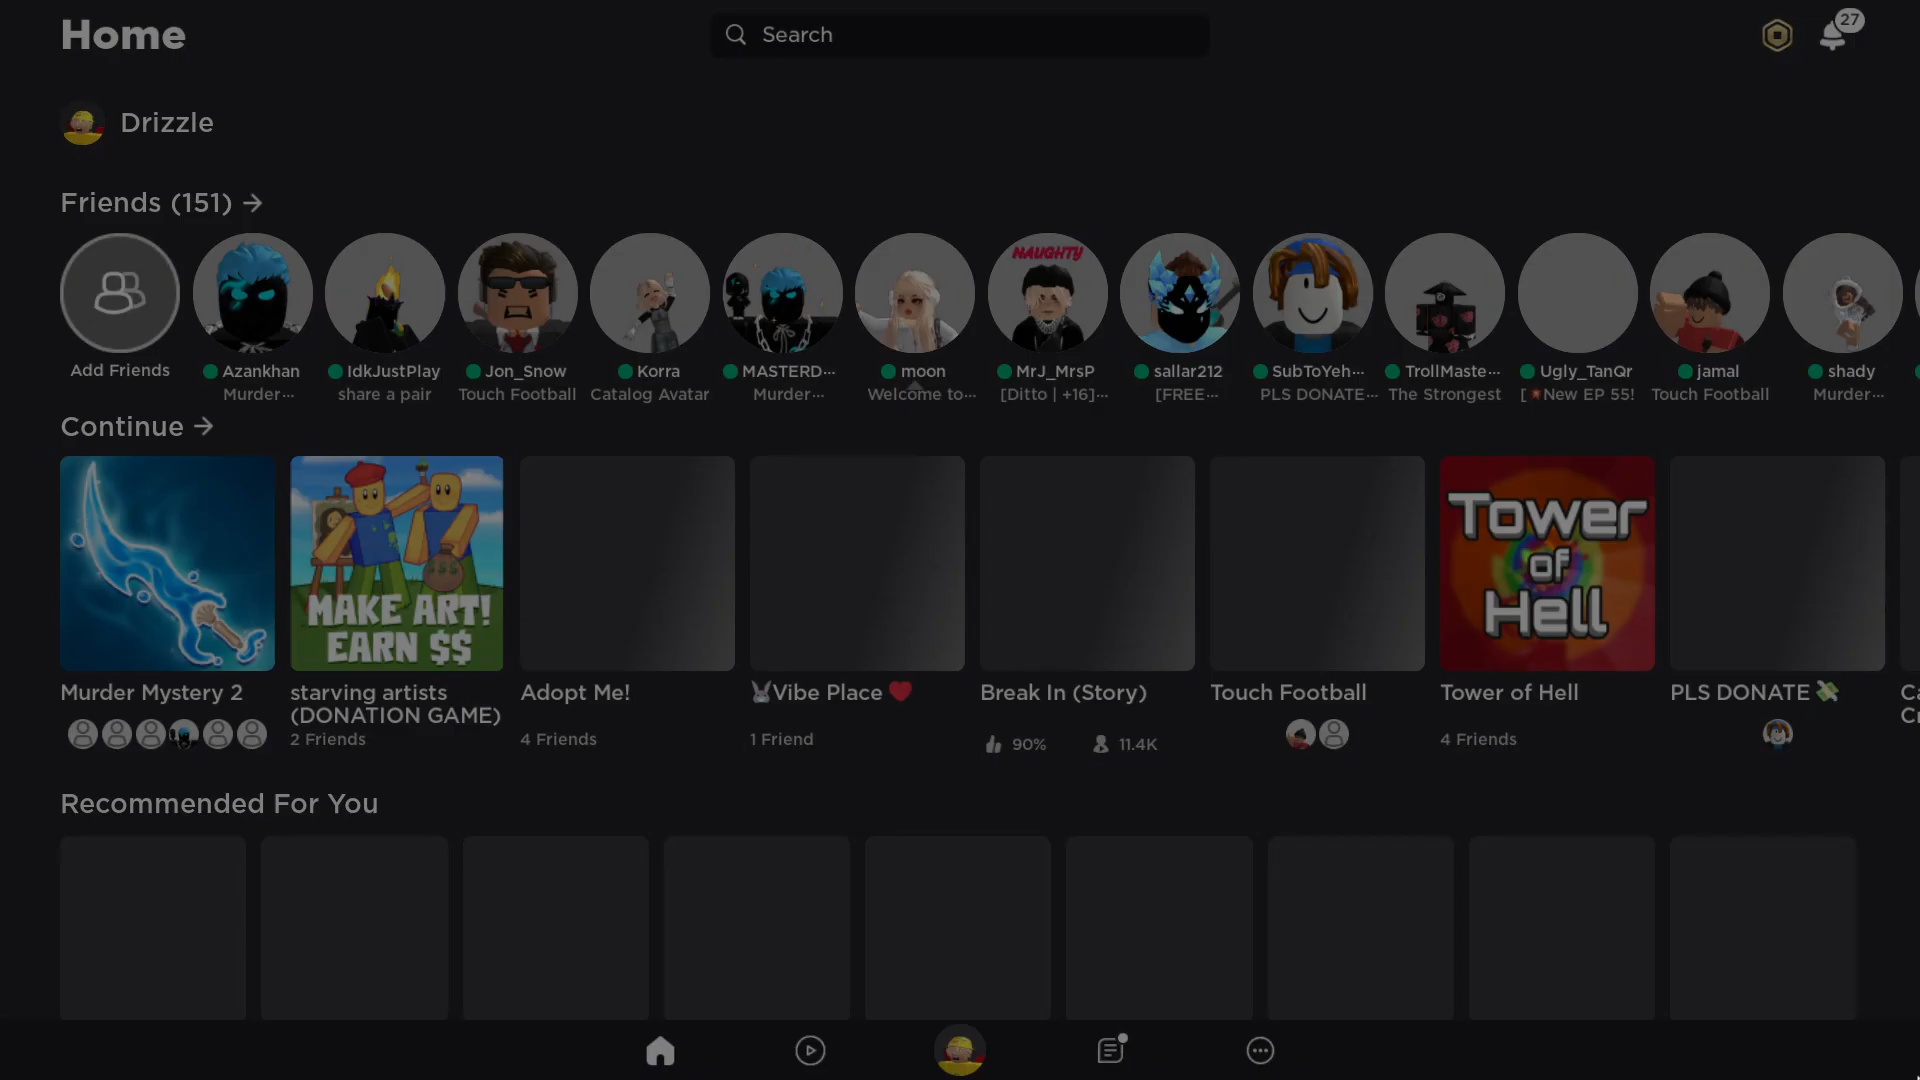 Home
Search
27
Drizzle
Friends (151)
Add Friends
Azankhan
Murder...
IdkJustPlay
share a pair
Jon_Snow
Touch Football
Korra
Catalog Avatar
MASTERD...
Murder...
moon
Welcome to...
NAUGHTY
MrJ_MrsP
[Ditto | +16]...
sallar212
[FREE...
SubToYeh...
PLS DONATE...
TrollMaste...
The Strongest
Ugly_TanQr
[💥New EP 55!
jamal
Touch Football
shady
Murder...
Continue
MAKE ART!
EARN $$
Tower
of
Hell
Murder Mystery 2
starving artists
(DONATION GAME)
2 Friends
Adopt Me!
4 Friends
🐰Vibe Place ❤️
1 Friend
Break In (Story)
90%
11.4K
Touch Football
Tower of Hell
4 Friends
PLS DONATE 💸
Ca
Cr
Recommended For You